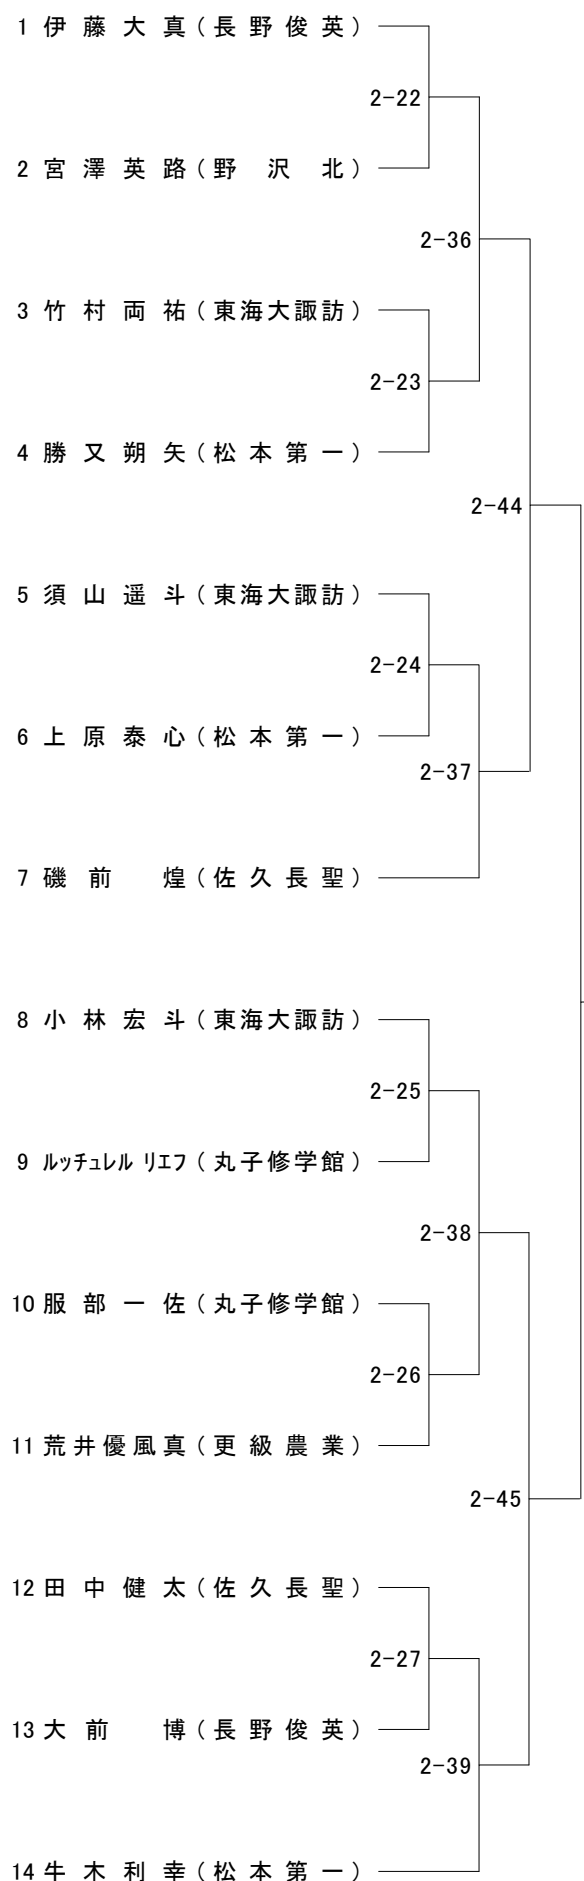 1 伊藤大真(長野俊英)
2-22
2 宮澤英路(野沢北)
2-36
3 竹村両祐(東海大諏訪)
2-23
4 勝又朔矢(松本第一)
2-44
5 須山遥斗(東海大諏訪)
2-24
6 上原泰心(松本第一)
2-37
7 磯前煌(佐久長聖)
8 小林宏斗(東海大諏訪)
2-25
9 ルッチュレル リエフ(丸子修学館)
2-38
10 服部一佐(丸子修学館)
2-26
11 荒井優風真(更級農業)
2-45
12 田中健太(佐久長聖)
2-27
13 大前博(長野俊英)
2-39
14 牛木利幸(松本第一)